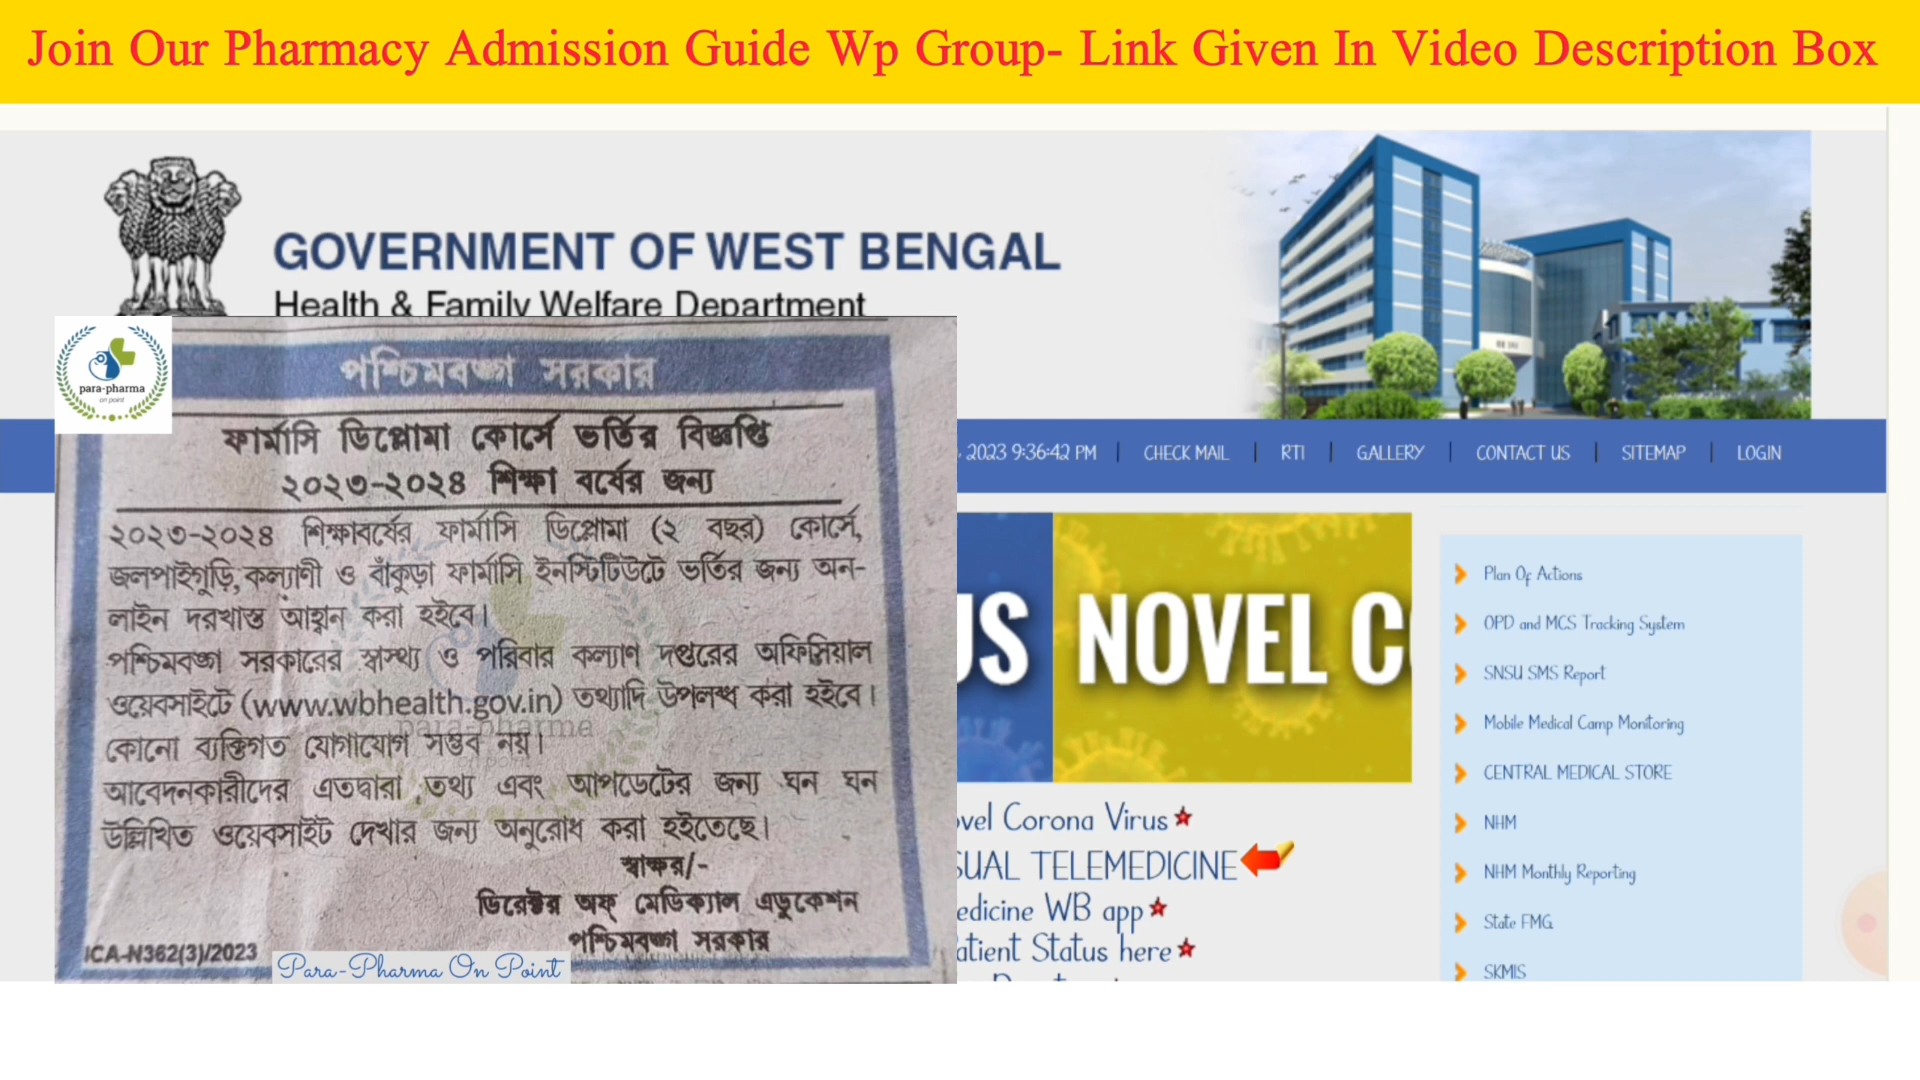 Join Our Pharmacy Admission Guide Wp Group- Link Given In Video Description Box
GOVERNMENT OF WEST BENGAL
Health & Family Welfare Department
para-pharma
on point
পশ্চিমবঙ্গ সরকার
ফার্মাসি ডিপ্লোমা কোর্সে ভর্তির বিজ্ঞপ্তি
২০২৩-২০২৪ শিক্ষা বর্ষের জন্য
২০২৩-২০২৪ শিক্ষাবর্ষের ফার্মাসি ডিপ্লোমা (২ বছর) কোর্সে,
জলপাইগুড়ি, কল্যাণী ও বাঁকুড়া ফার্মাসি ইনস্টিটিউটে ভর্তির জন্য অন-
লাইন দরখাস্ত আহ্বান করা হইবে।
পশ্চিমবঙ্গ সরকারের স্বাস্থ্য ও পরিবার কল্যাণ দপ্তরের অফিসিয়াল
ওয়েবসাইটে (www.wbhealth.gov.in) তথ্যাদি উপলব্ধ করা হইবে।
para-pharma
কোনো ব্যক্তিগত যোগাযোগ সম্ভব নয়।
on point
আবেদনকারীদের এতদ্বারা তথ্য এবং আপডেটের জন্য ঘন ঘন
উল্লিখিত ওয়েবসাইট দেখার জন্য অনুরোধ করা হইতেছে।
স্বাক্ষর/-
ডিরেক্টর অফ্ মেডিক্যাল এডুকেশন
পশ্চিমবঙ্গ সরকার
ICA-N362(3)/2023
Para-Pharma On Point
, 2023 9:36:42 PM
CHECK MAIL
RTI
GALLERY
CONTACT US
SITEMAP
LOGIN
US NOVEL C
vel Corona Virus
SUAL TELEMEDICINE
edicine WB app
atient Status here
Plan Of Actions
OPD and MCS Tracking System
SNSU SMS Report
Mobile Medical Camp Monitoring
CENTRAL MEDICAL STORE
NHM
NHM Monthly Reporting
State FMG
SKMIS